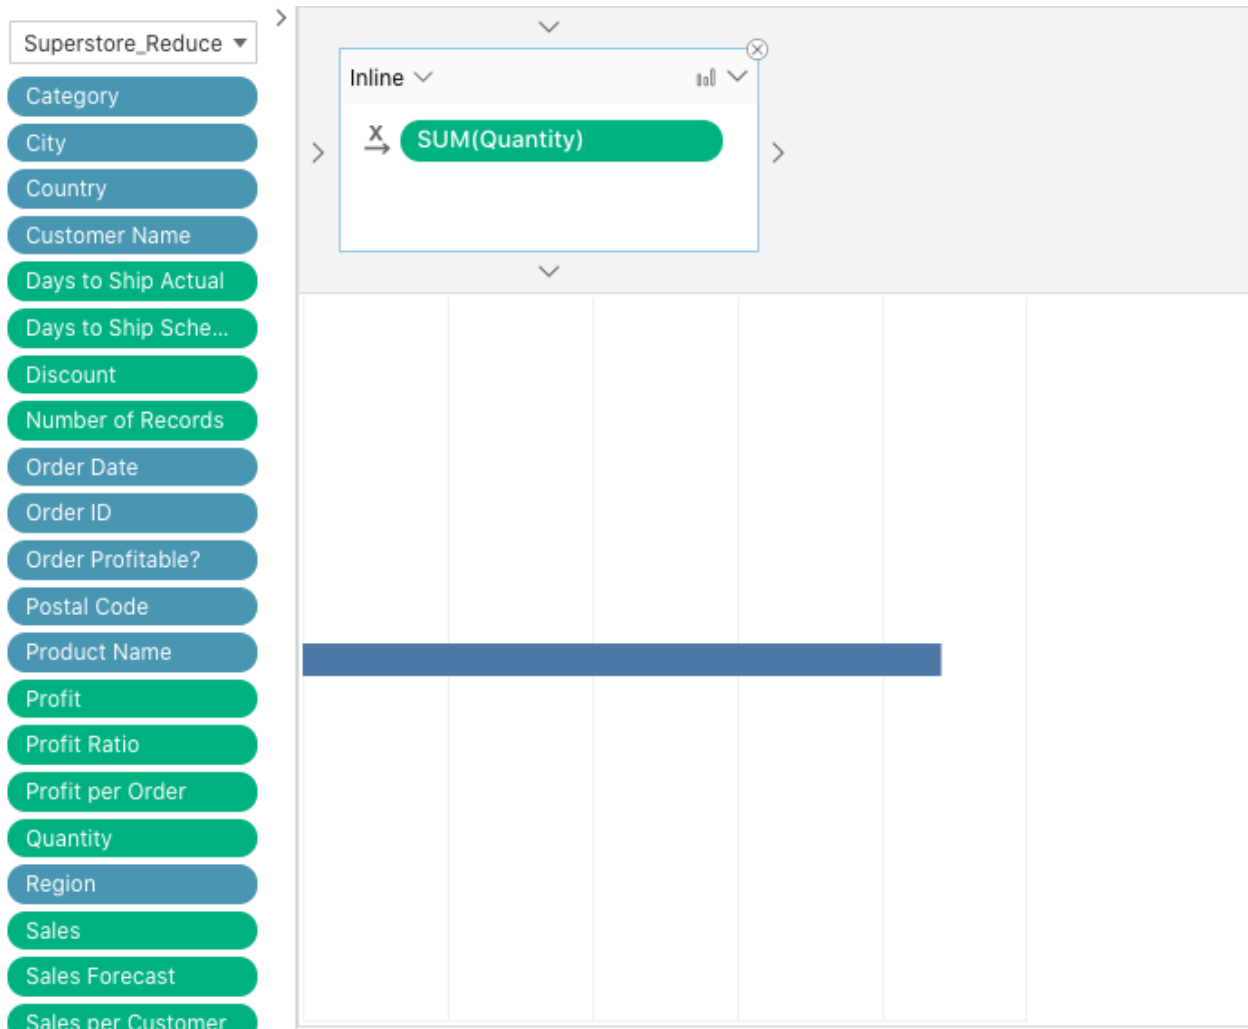 Superstore_Reduce
Category
City
Country
Customer Name
Days to Ship Actual
Days to Ship Sche...
Discount
Number of Records
Order Date
Order ID
Order Profitable?
Postal Code
Product Name
Profit
Profit Ratio
Profit per Order
Quantity
Region
Sales
Sales Forecast
Sales per Customer
Inline
X
SUM(Quantity)